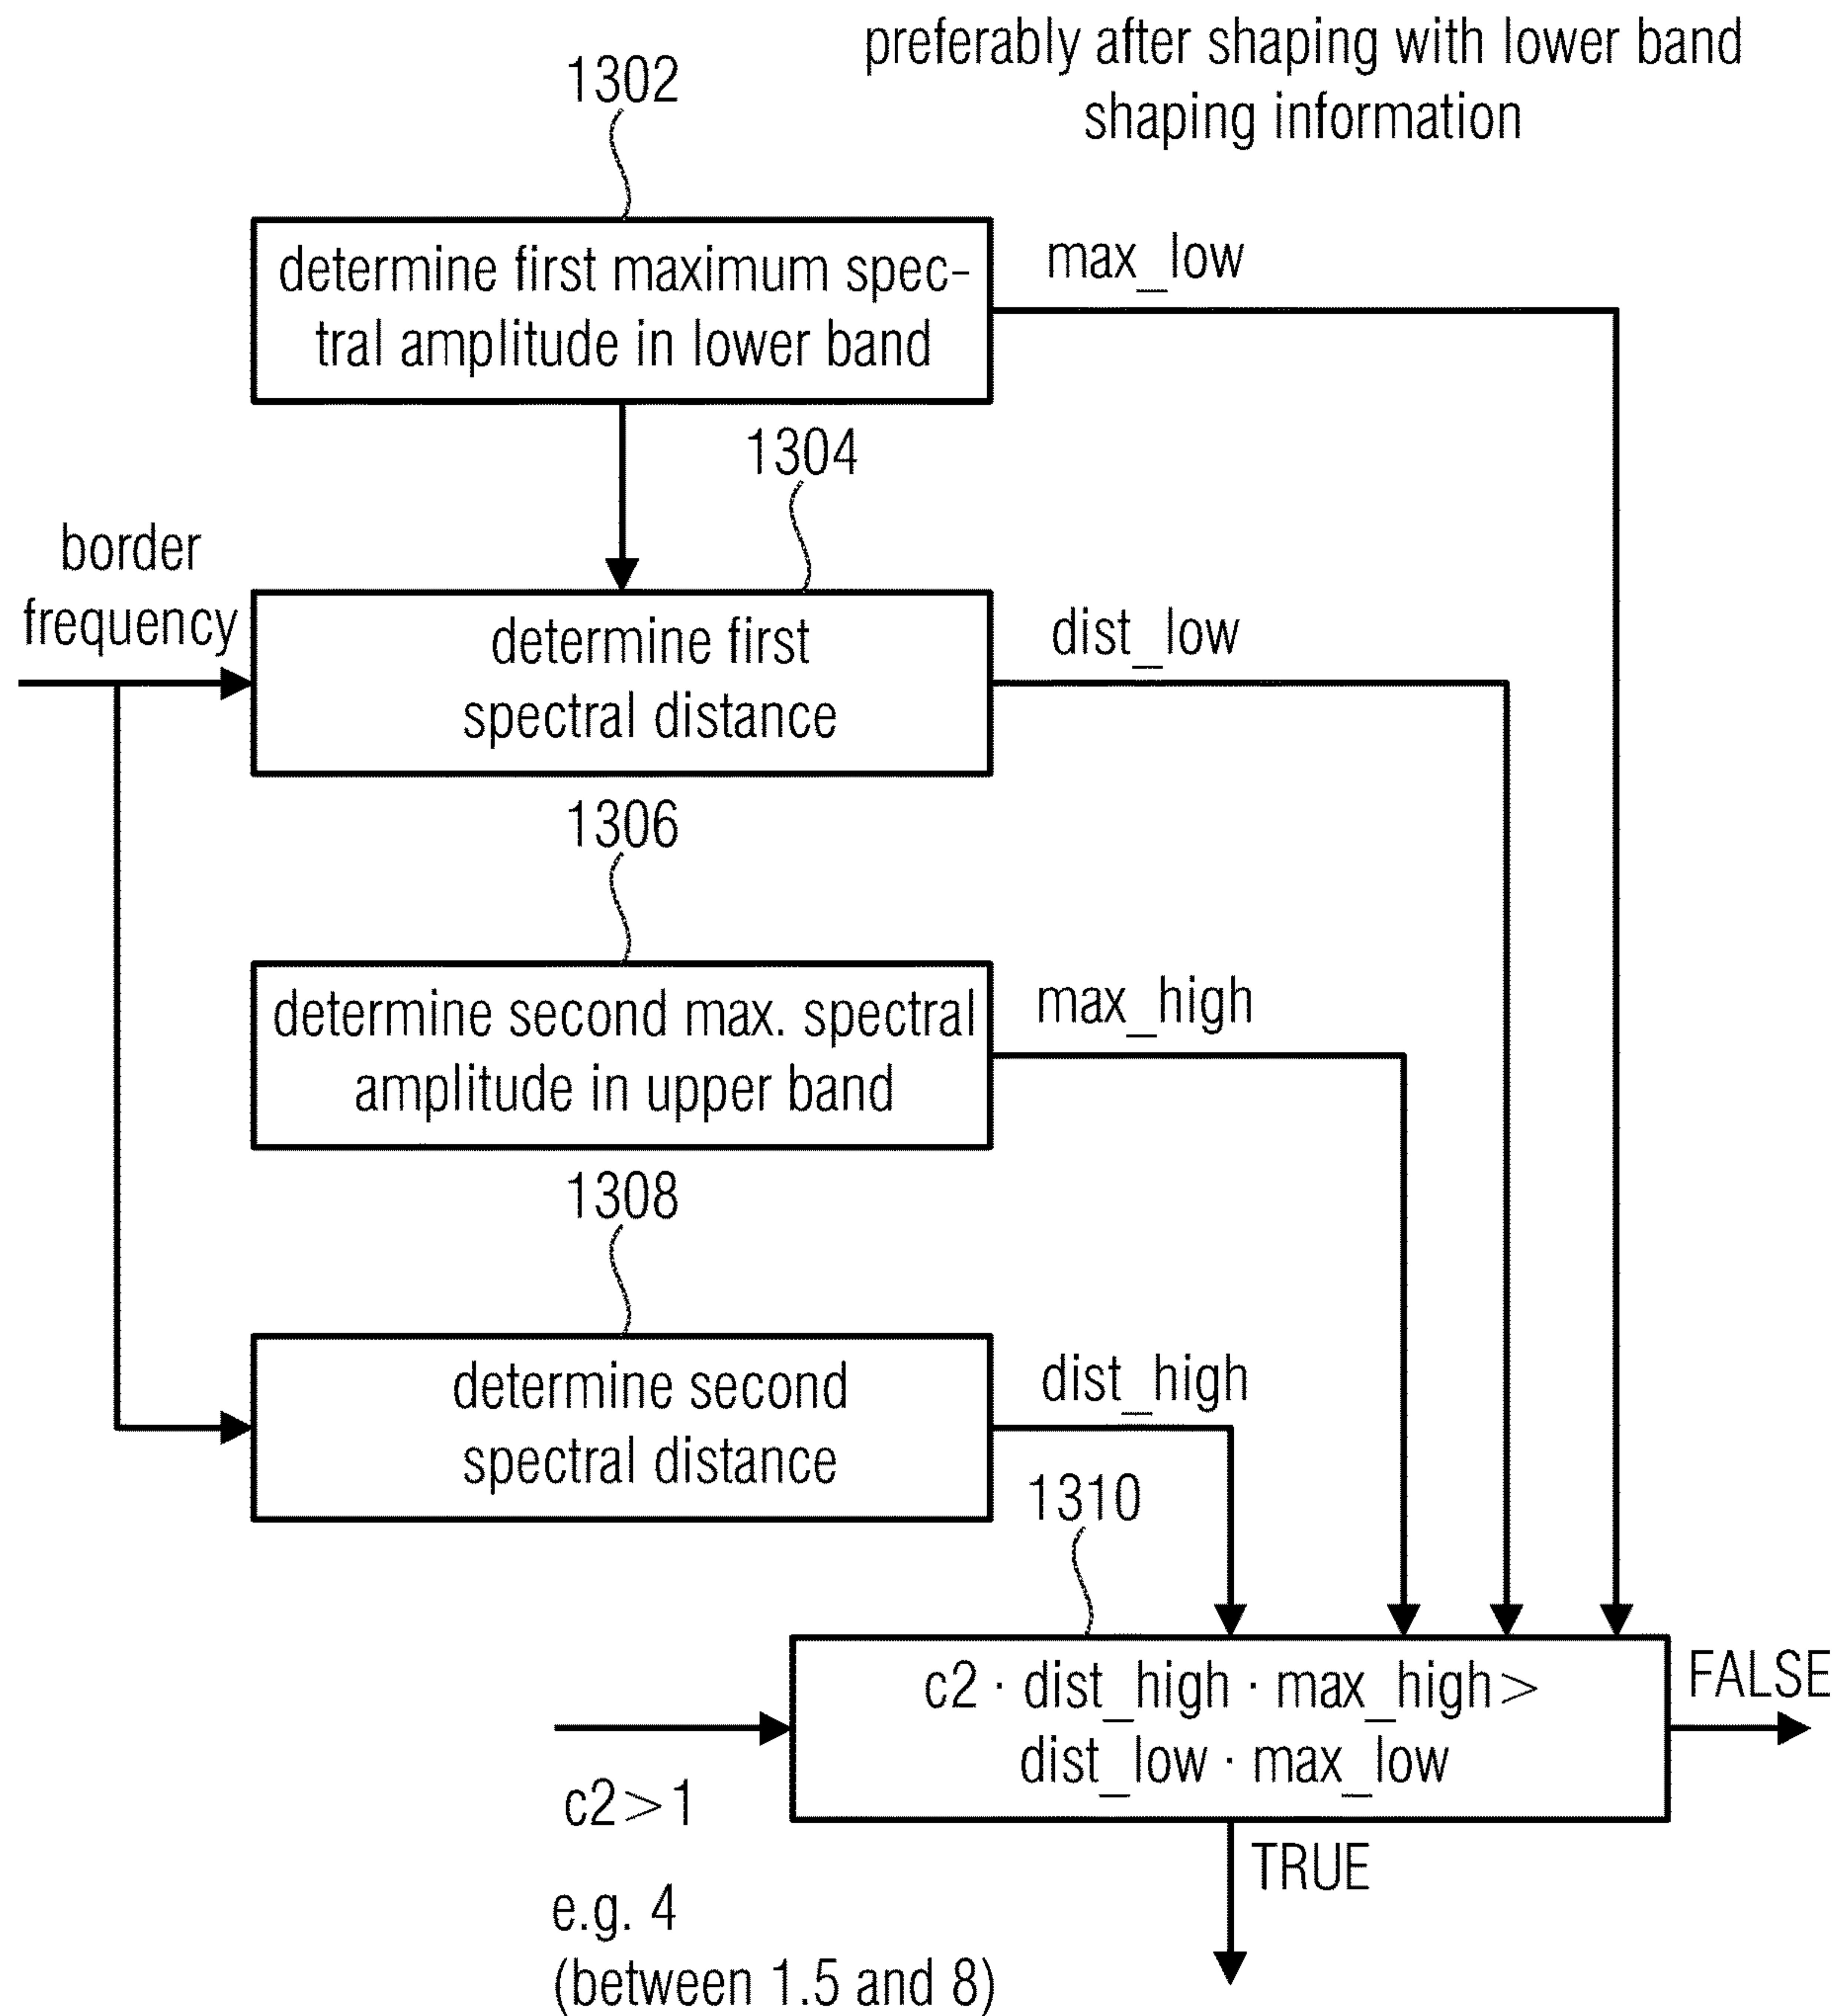 preferably after shaping with lower band
shaping information
1302
determine first maximum spec-
tral amplitude in lower band
max_low
1304
border
frequency
determine first
spectral distance
dist_low
1306
determine second max. spectral
amplitude in upper band
max_high
1308
determine second
spectral distance
dist_high
1310
c2 · dist_high · max_high >
dist_low · max_low
FALSE
c2>1
TRUE
e.g. 4
(between 1.5 and 8)